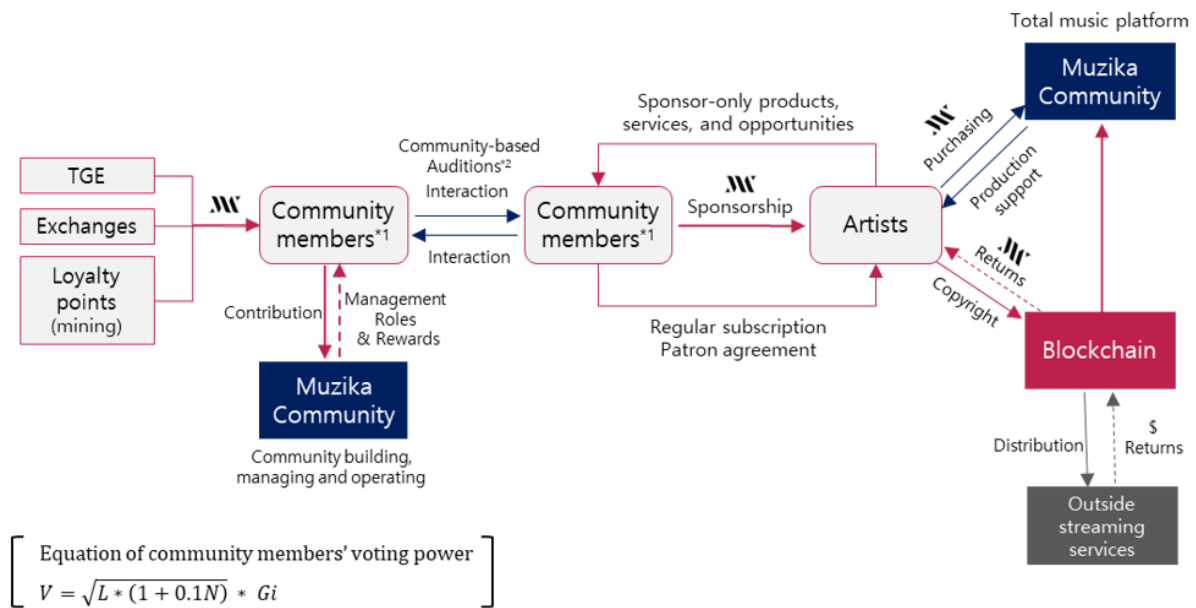 Total music platform
Muzika
Community
Sponsor-only products,
services, and opportunities
Purchasing
Production
support
Community-based
Auditions*2
Interaction
TGE
Exchanges
Loyalty
points
(mining)
Community
members*1
Interaction
Community
members*1
Sponsorship
Artists
Returns
Copyright
Contribution
Management
Roles
& Rewards
Regular subscription
Patron agreement
Blockchain
Muzika
Community
Community building,
managing and operating
Distribution
$
Returns
Outside
streaming
services
Equation of community members' voting power
V = √L * (1 + 0.1N) * Gi